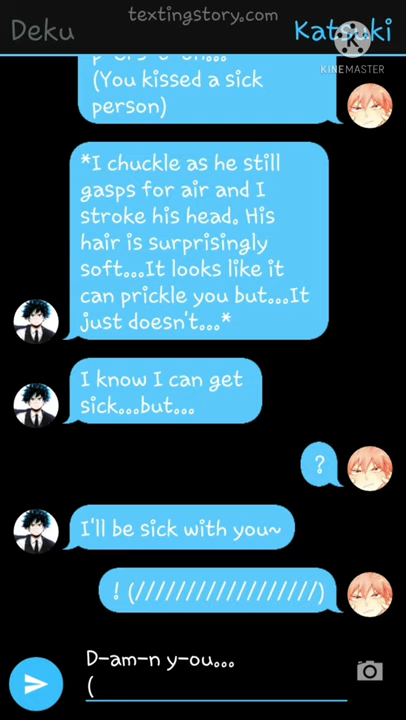 textingstory.com
Deku
Katsuki
KINEMASTER
(You kissed a sick
person)
*I chuckle as he still
gasps for air and I
stroke his head. His
hair is surprisingly
soft...It looks like it
can prickle you but...It
just doesn't...*
I know I can get
sick...but...
?
I'll be sick with you~
! (//////////////////)
D-am-n y-ou...
(